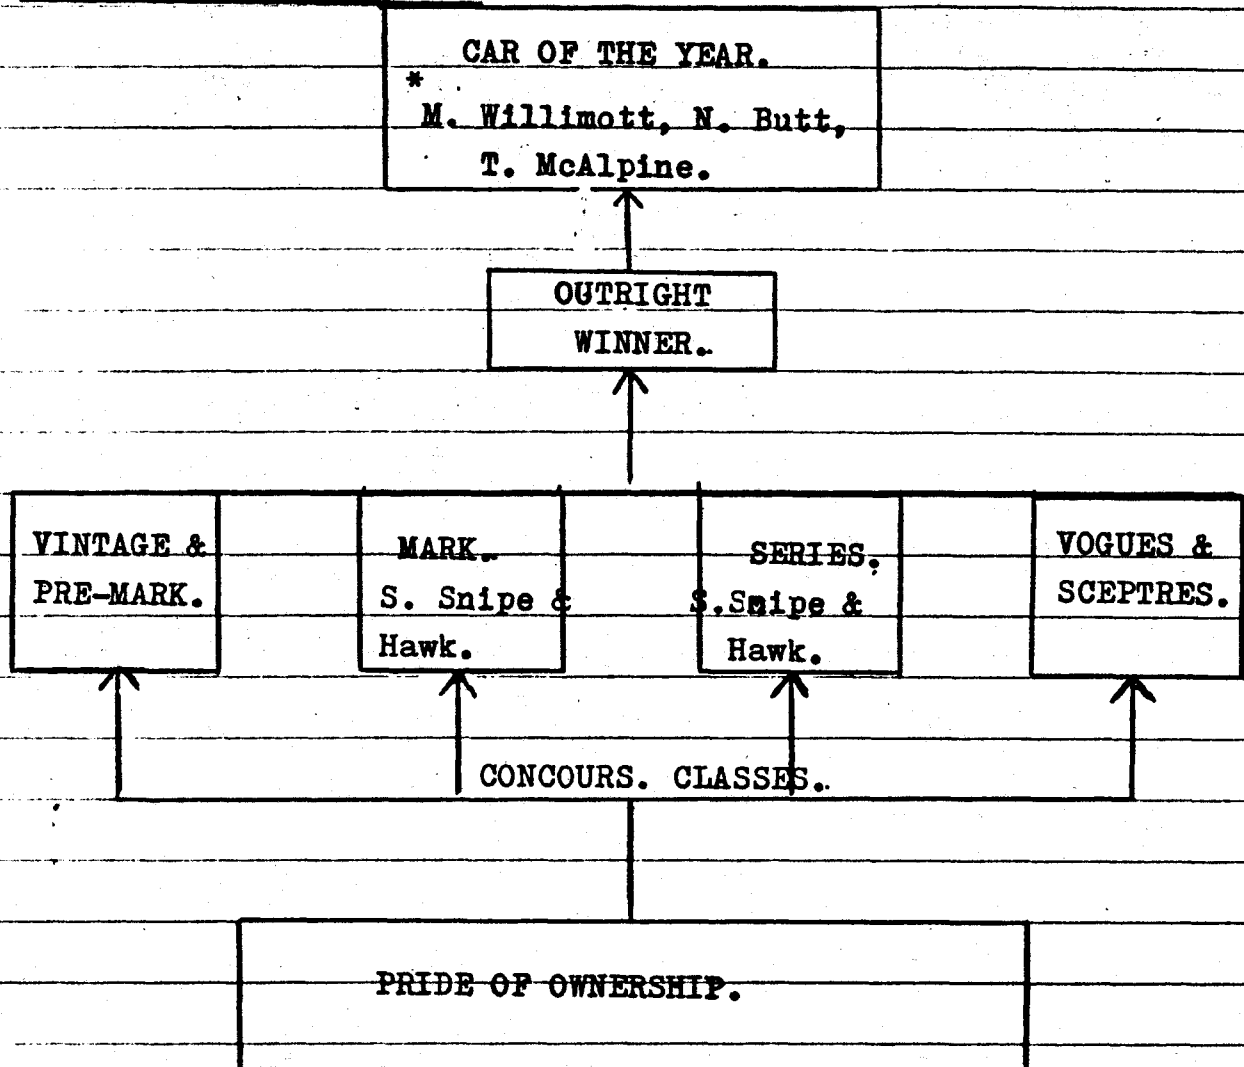 CAR OF THE YEAR.
*
M. Willimott, N. Butt,
T. McAlpine.
OUTRIGHT
WINNER.
VINTAGE &
PRE-MARK.
MARK.
S. Snipe &
Hawk.
SERIES.
S.Snipe &
Hawk.
VOGUES &
SCEPTRES.
CONCOURS. CLASSES.
PRIDE OF OWNERSHIP.